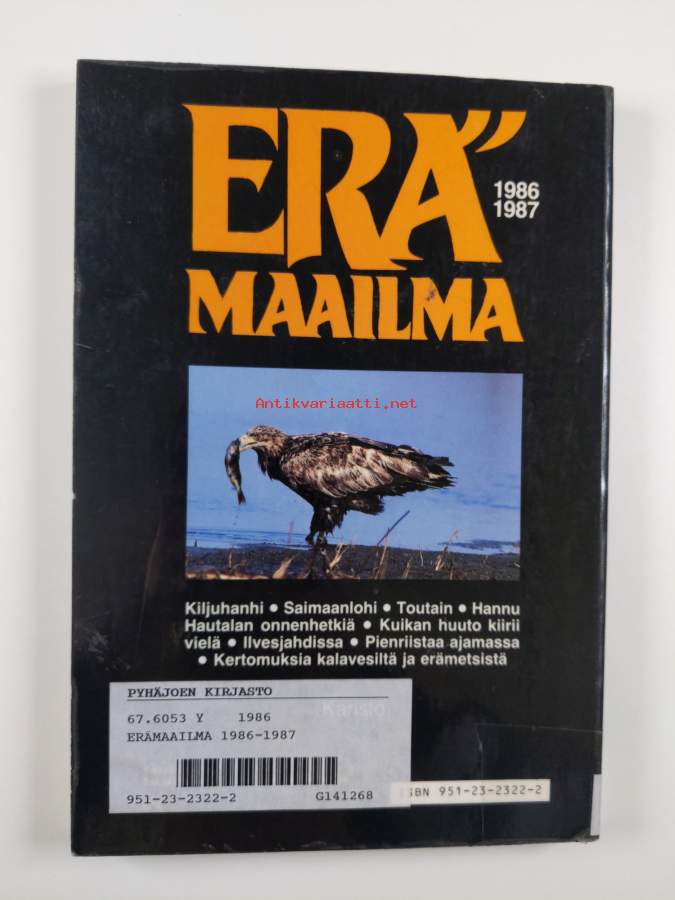 ERÄ
1986
1987
MAAILMA
Antikvariaatti.net
Kiljuhanhi • Saimaanlohi • Toutain • Hannu
Hautalan onnenhetkiä • Kuikan huuto kiirii
vielä • Ilvesjahdissa • Pienriistaa ajamassa
• Kertomuksia kalavesiltä ja erämetsistä
PYHÄJOEN KIRJASTO
Karisto
67.6053 Y 1986
ERÄMAAILMA 1986-1987
951-23-2322-2 G141268
ISBN 951-23-2322-2